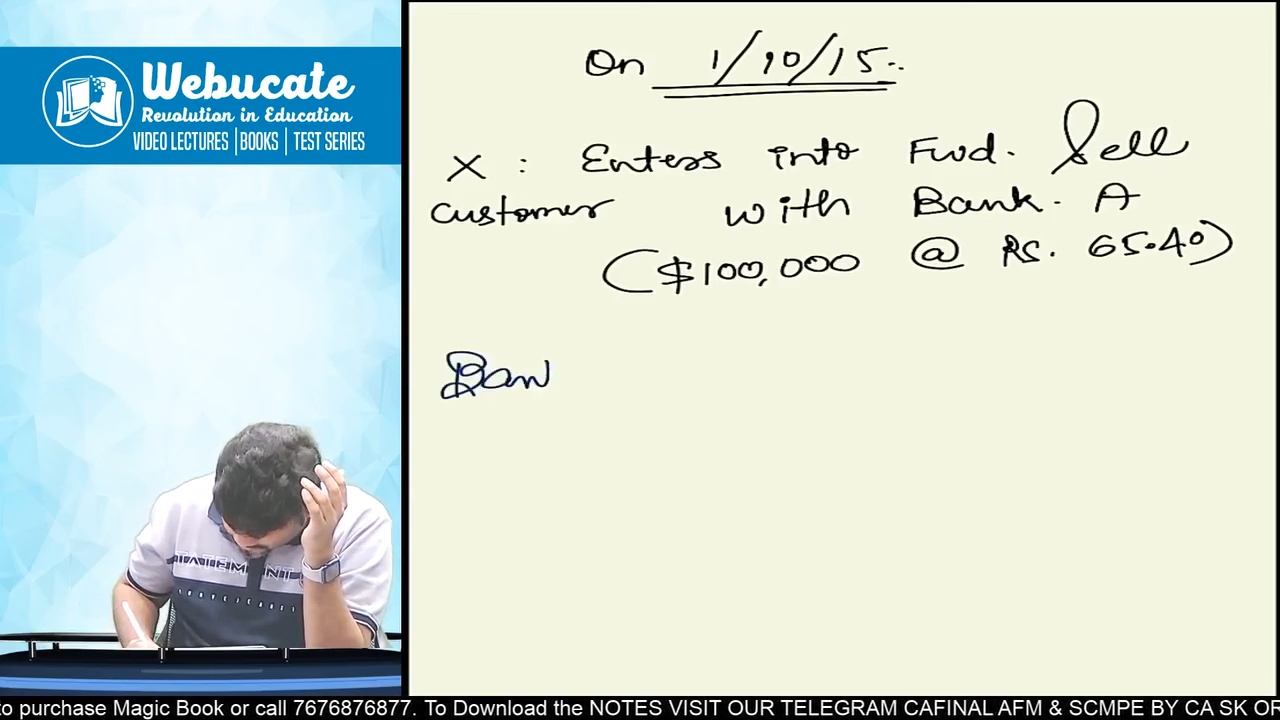 Webucate
Revolution in Education
VIDEO LECTURES | BOOKS | TEST SERIES
On 1/10/15..
X : Enters into Fwd. Sell
customer with Bank. A
($100,000 @ Rs. 65.40)
Ban
TATEMENT
to purchase Magic Book or call 7676876877. To Download the NOTES VISIT OUR TELEGRAM CAFINAL AFM & SCMPE BY CA SK OR